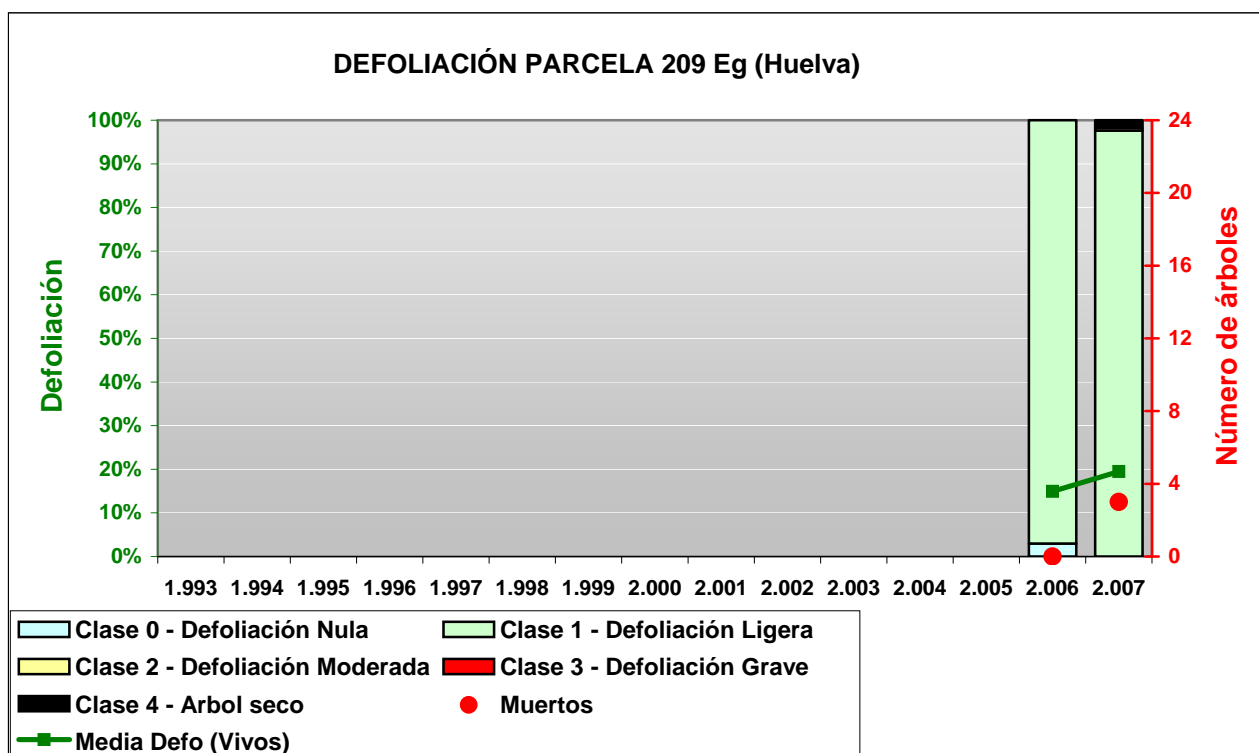 DEFOLIACIÓN PARCELA 209 Eg (Huelva)
Defoliación
100%
90%
80%
70%
60%
50%
40%
30%
20%
10%
0%
24
20
16
12
8
4
0
Número de árboles
1.993 1.994 1.995 1.996 1.997 1.998 1.999 2.000 2.001 2.002 2.003 2.004 2.005 2.006 2.007
Clase 0 - Defoliación Nula Clase 1 - Defoliación Ligera
Clase 2 - Defoliación Moderada Clase 3 - Defoliación Grave
Clase 4 - Arbol seco Muertos
Media Defo (Vivos)